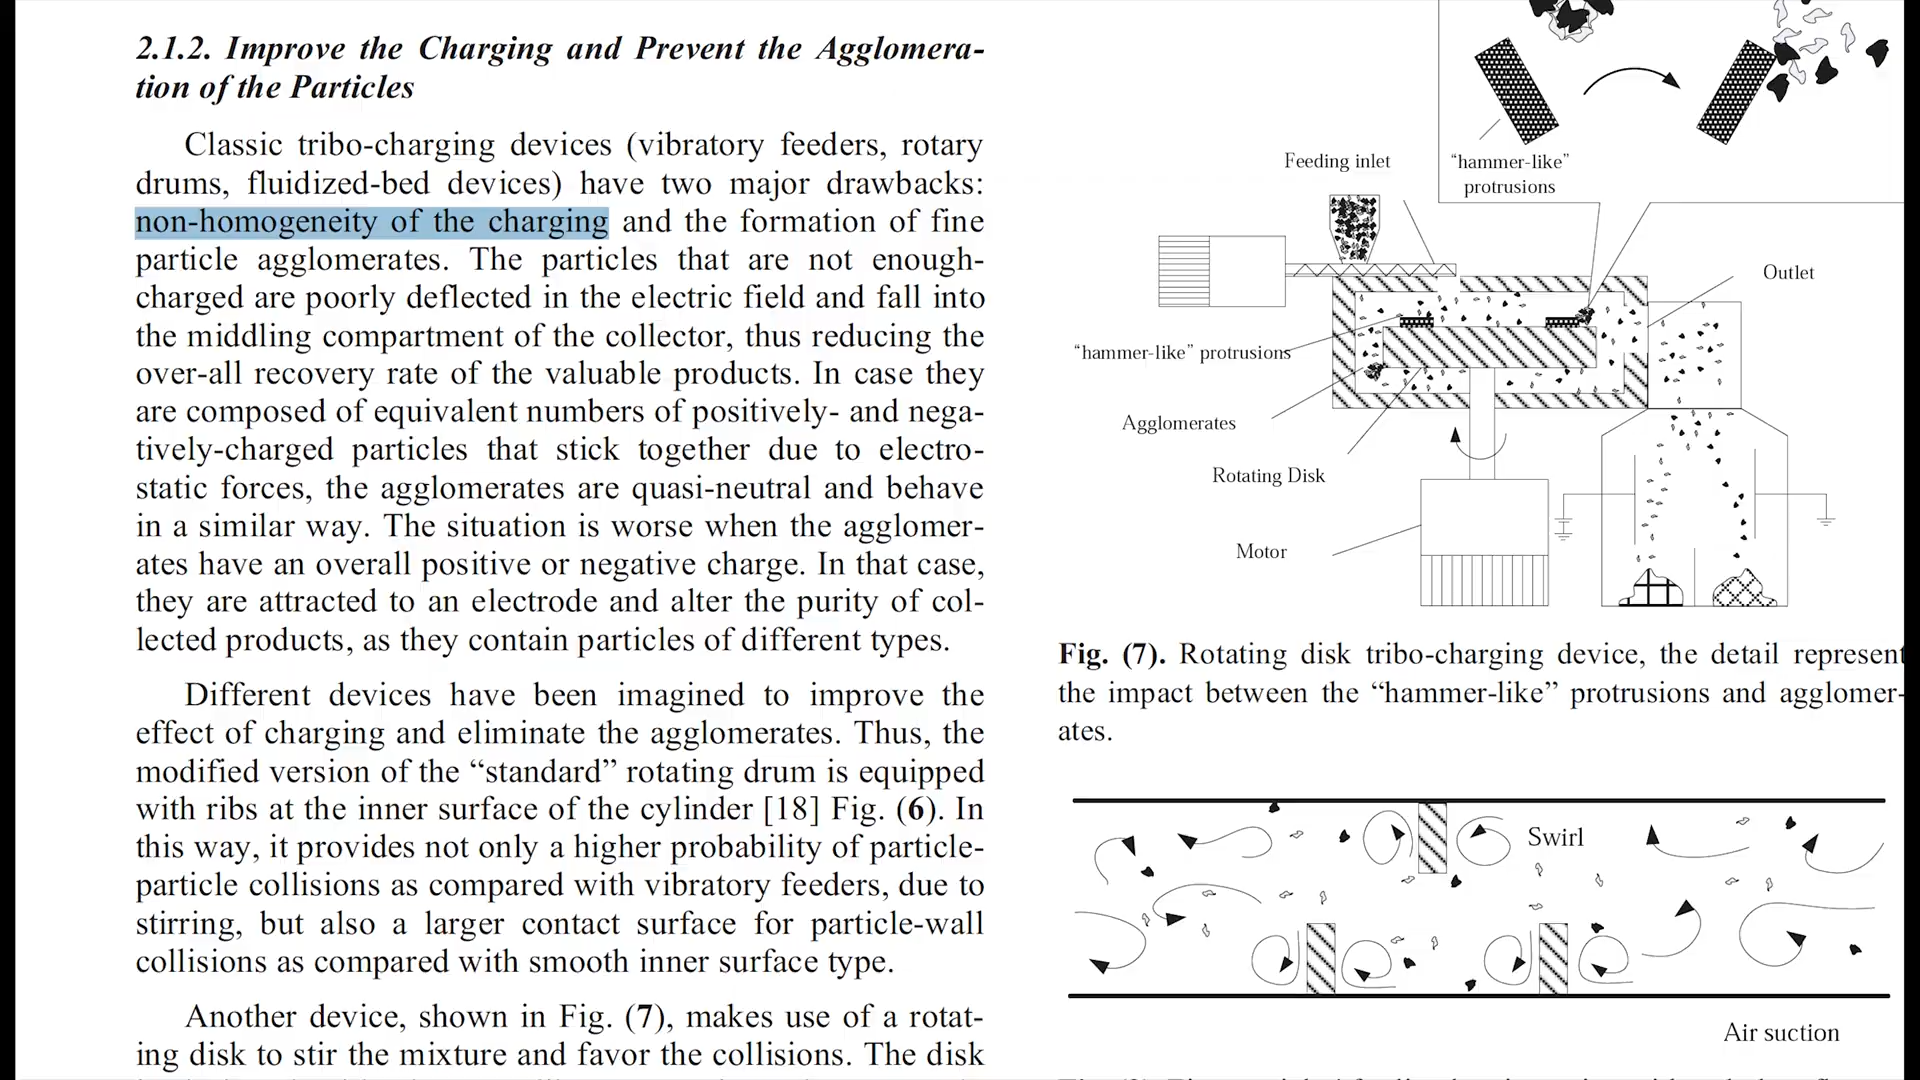 2.1.2. Improve the Charging and Prevent the Agglomera-
tion of the Particles
Classic tribo-charging devices (vibratory feeders, rotary
drums, fluidized-bed devices) have two major drawbacks:
non-homogeneity of the charging and the formation of fine
particle agglomerates. The particles that are not enough-
charged are poorly deflected in the electric field and fall into
the middling compartment of the collector, thus reducing the
over-all recovery rate of the valuable products. In case they
are composed of equivalent numbers of positively- and nega-
tively-charged particles that stick together due to electro-
static forces, the agglomerates are quasi-neutral and behave
in a similar way. The situation is worse when the agglomer-
ates have an overall positive or negative charge. In that case,
they are attracted to an electrode and alter the purity of col-
lected products, as they contain particles of different types.
Different devices have been imagined to improve the
effect of charging and eliminate the agglomerates. Thus, the
modified version of the “standard” rotating drum is equipped
with ribs at the inner surface of the cylinder [18] Fig. (6). In
this way, it provides not only a higher probability of particle-
particle collisions as compared with vibratory feeders, due to
stirring, but also a larger contact surface for particle-wall
collisions as compared with smooth inner surface type.
Another device, shown in Fig. (7), makes use of a rotat-
ing disk to stir the mixture and favor the collisions. The disk
Feeding inlet
“hammer-like”
protrusions
Outlet
“hammer-like” protrusions
Agglomerates
Rotating Disk
Motor
Fig. (7). Rotating disk tribo-charging device, the detail represent
the impact between the “hammer-like” protrusions and agglomer-
ates.
Swirl
Air suction